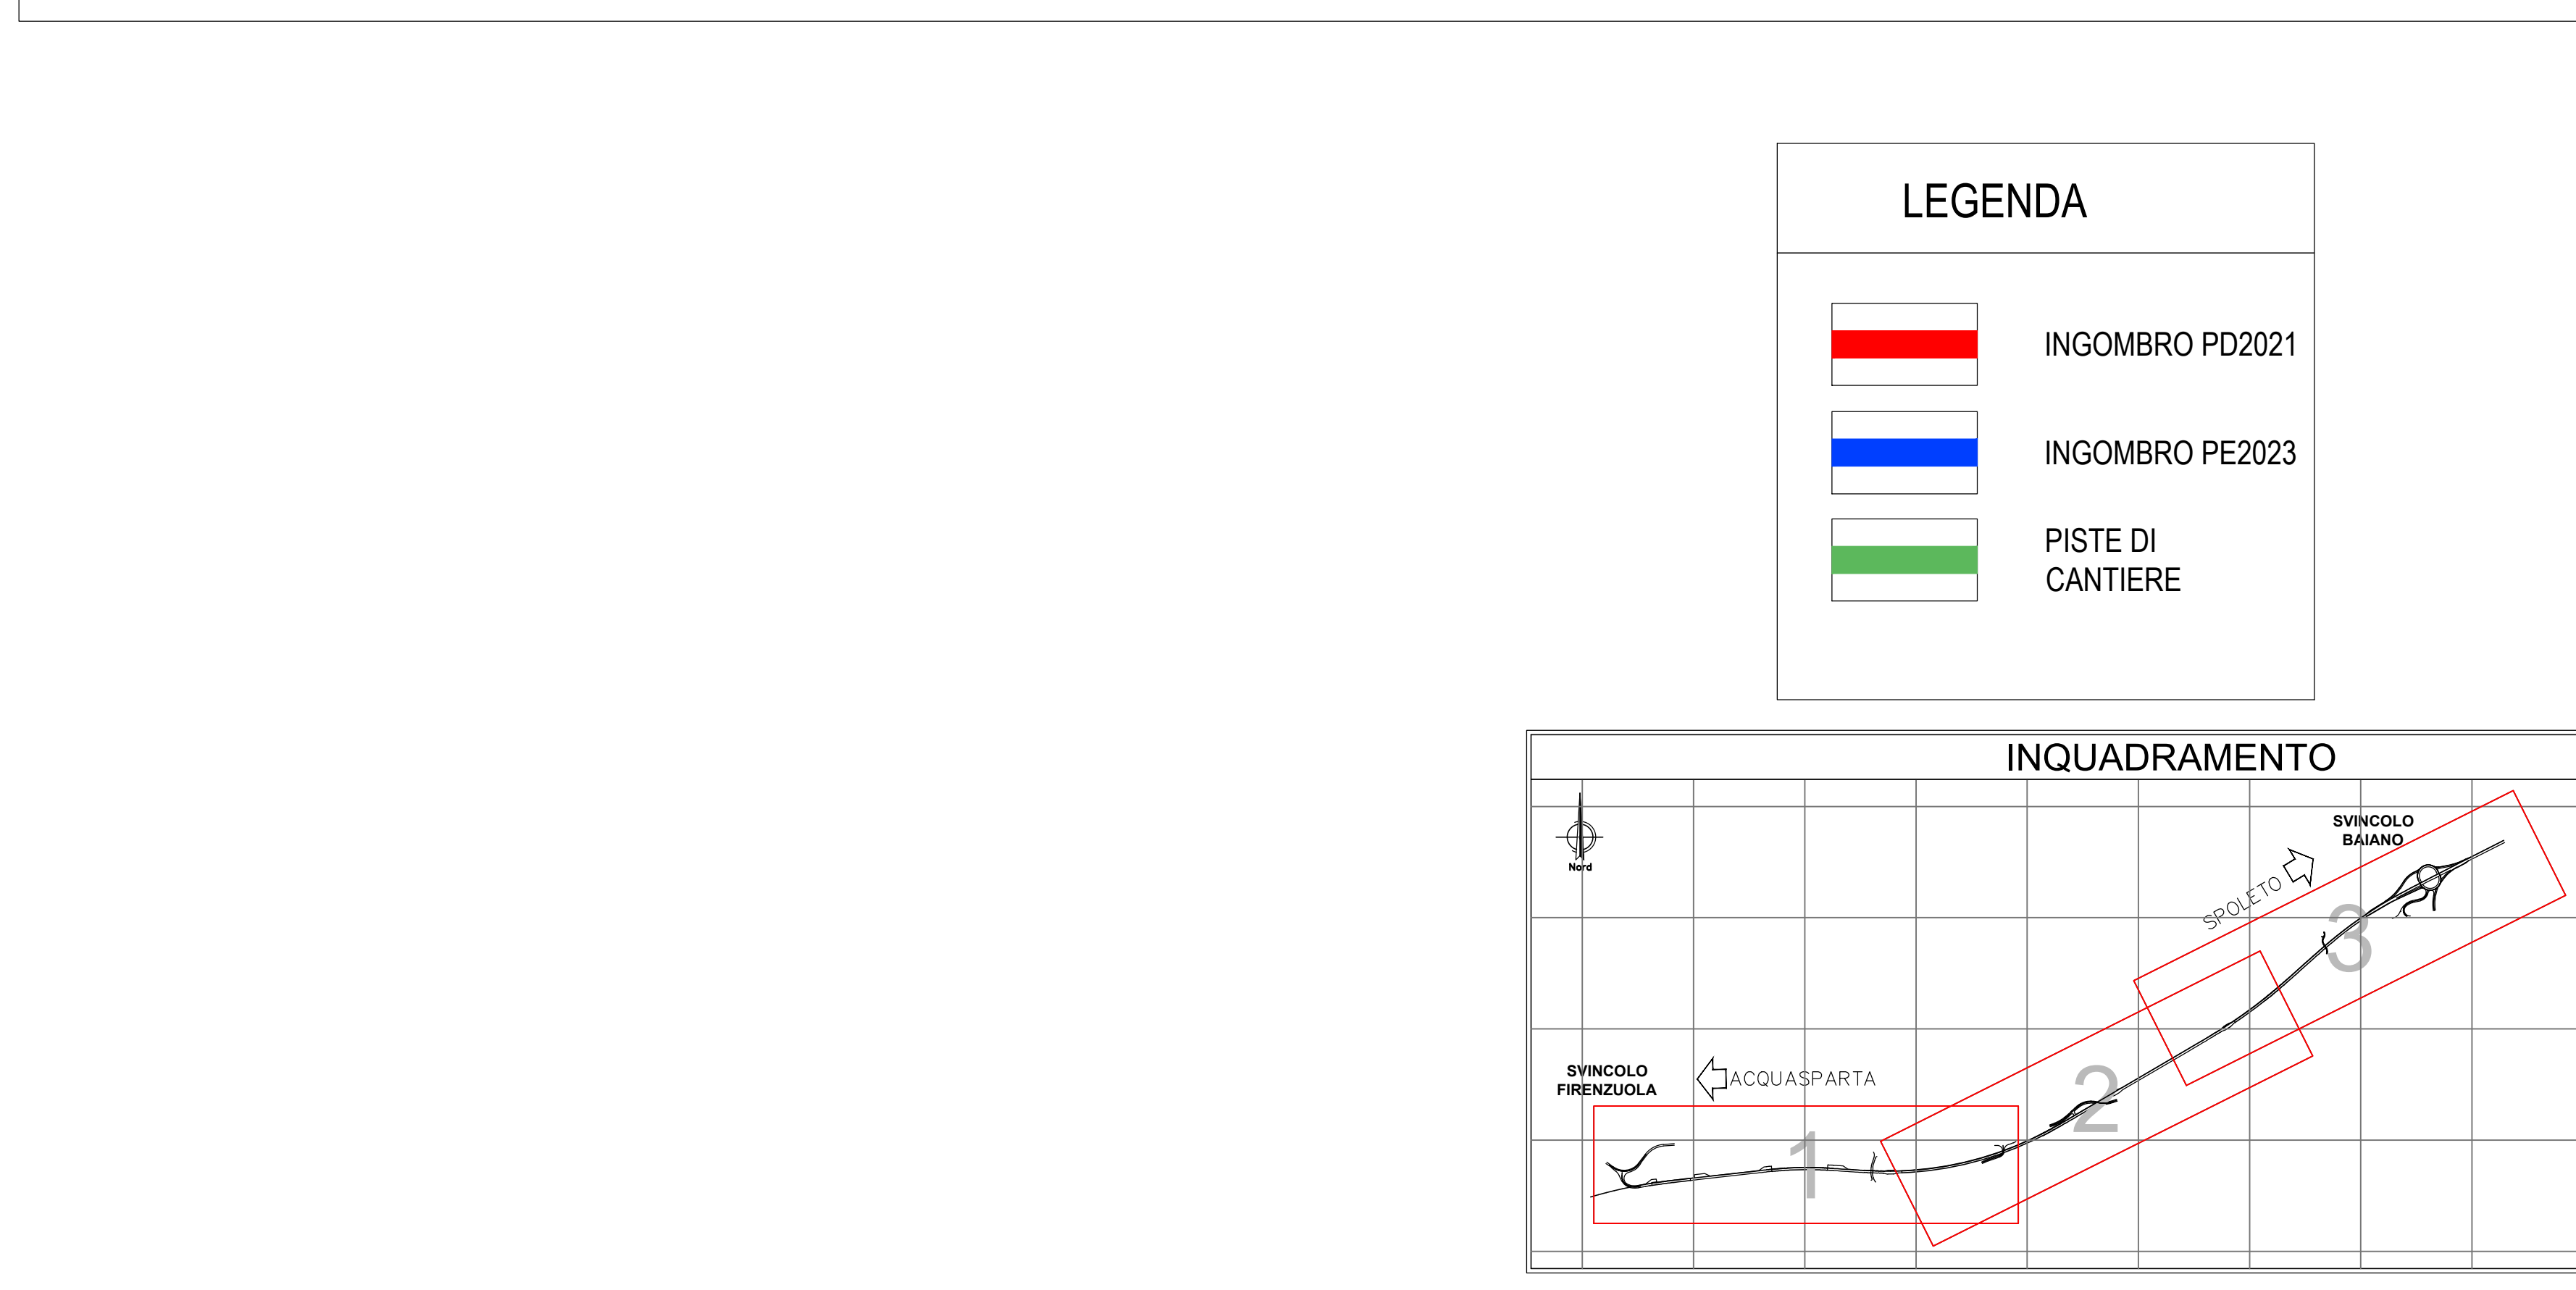 LEGENDA
INGOMBRO PD2021
INGOMBRO PE2023
PISTE DI
CANTIERE
INQUADRAMENTO
Nord
SVINCOLO
BAIANO
SPOLETO
3
SVINCOLO
FIRENZUOLA
ACQUASPARTA
2
1